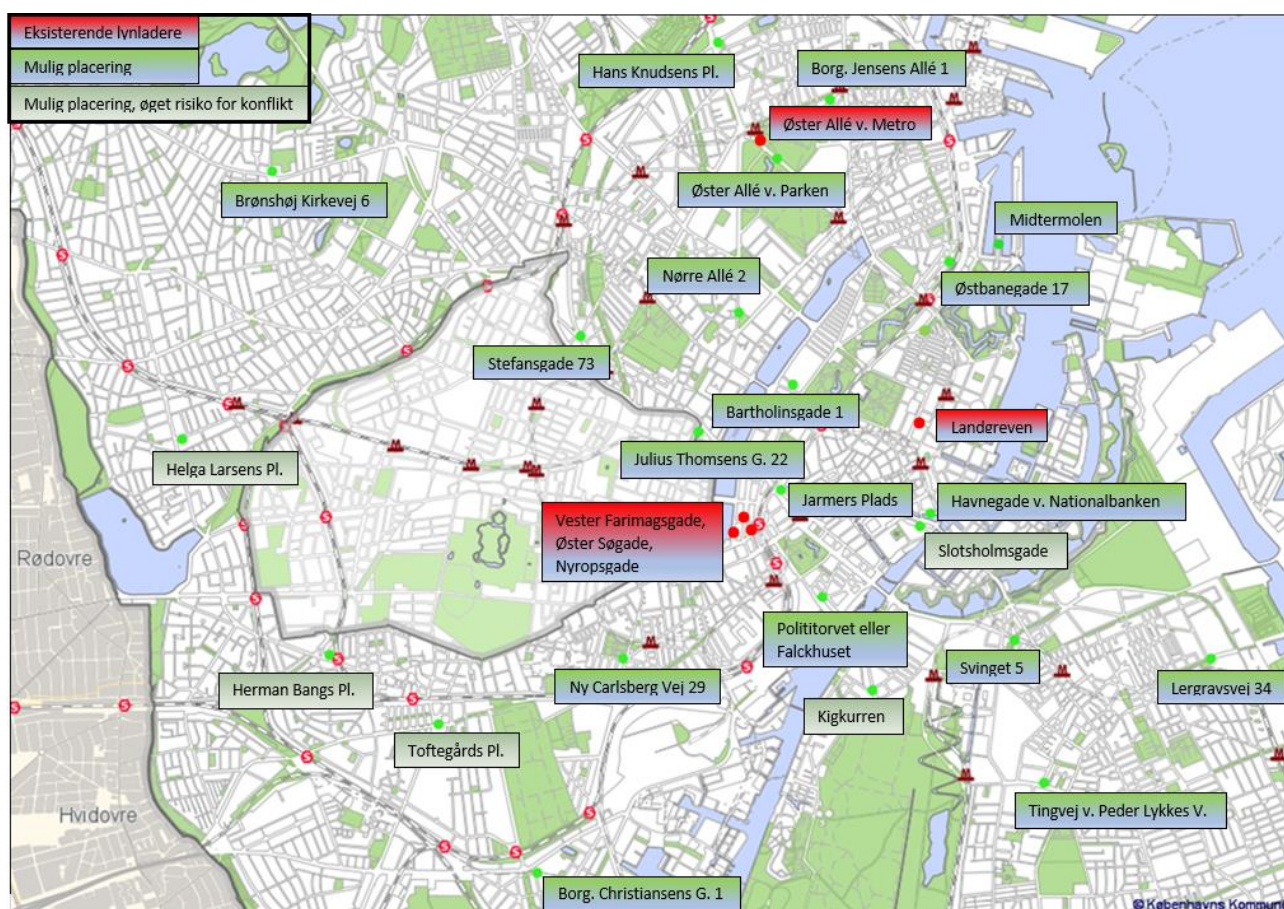 Eksisterende lynladere
Mulig placering
Mulig placering, øget risiko for konflikt
Hans Knudsens Pl.
Borg. Jensens Allé 1
Øster Allé v. Metro
Øster Allé v. Parken
Brønshøj Kirkevej 6
Midtermolen
Nørre Allé 2
Østbanegade 17
Stefansgade 73
Bartholinsgade 1
Landgreven
Helga Larsens Pl.
Julius Thomsens G. 22
Jarmers Plads
Havnegade v. Nationalbanken
Vester Farimagsgade,
Øster Søgade,
Nyropsgade
Slotsholmsgade
Rødovre
Polititorvet eller
Falckhuset
Svinget 5
Lergravsvej 34
Herman Bangs Pl.
Ny Carlsberg Vej 29
Kigkurren
Toftegårds Pl.
Hvidovre
Tingvej v. Peder Lykkes V.
Borg. Christiansens G. 1
© Københavns Kommune